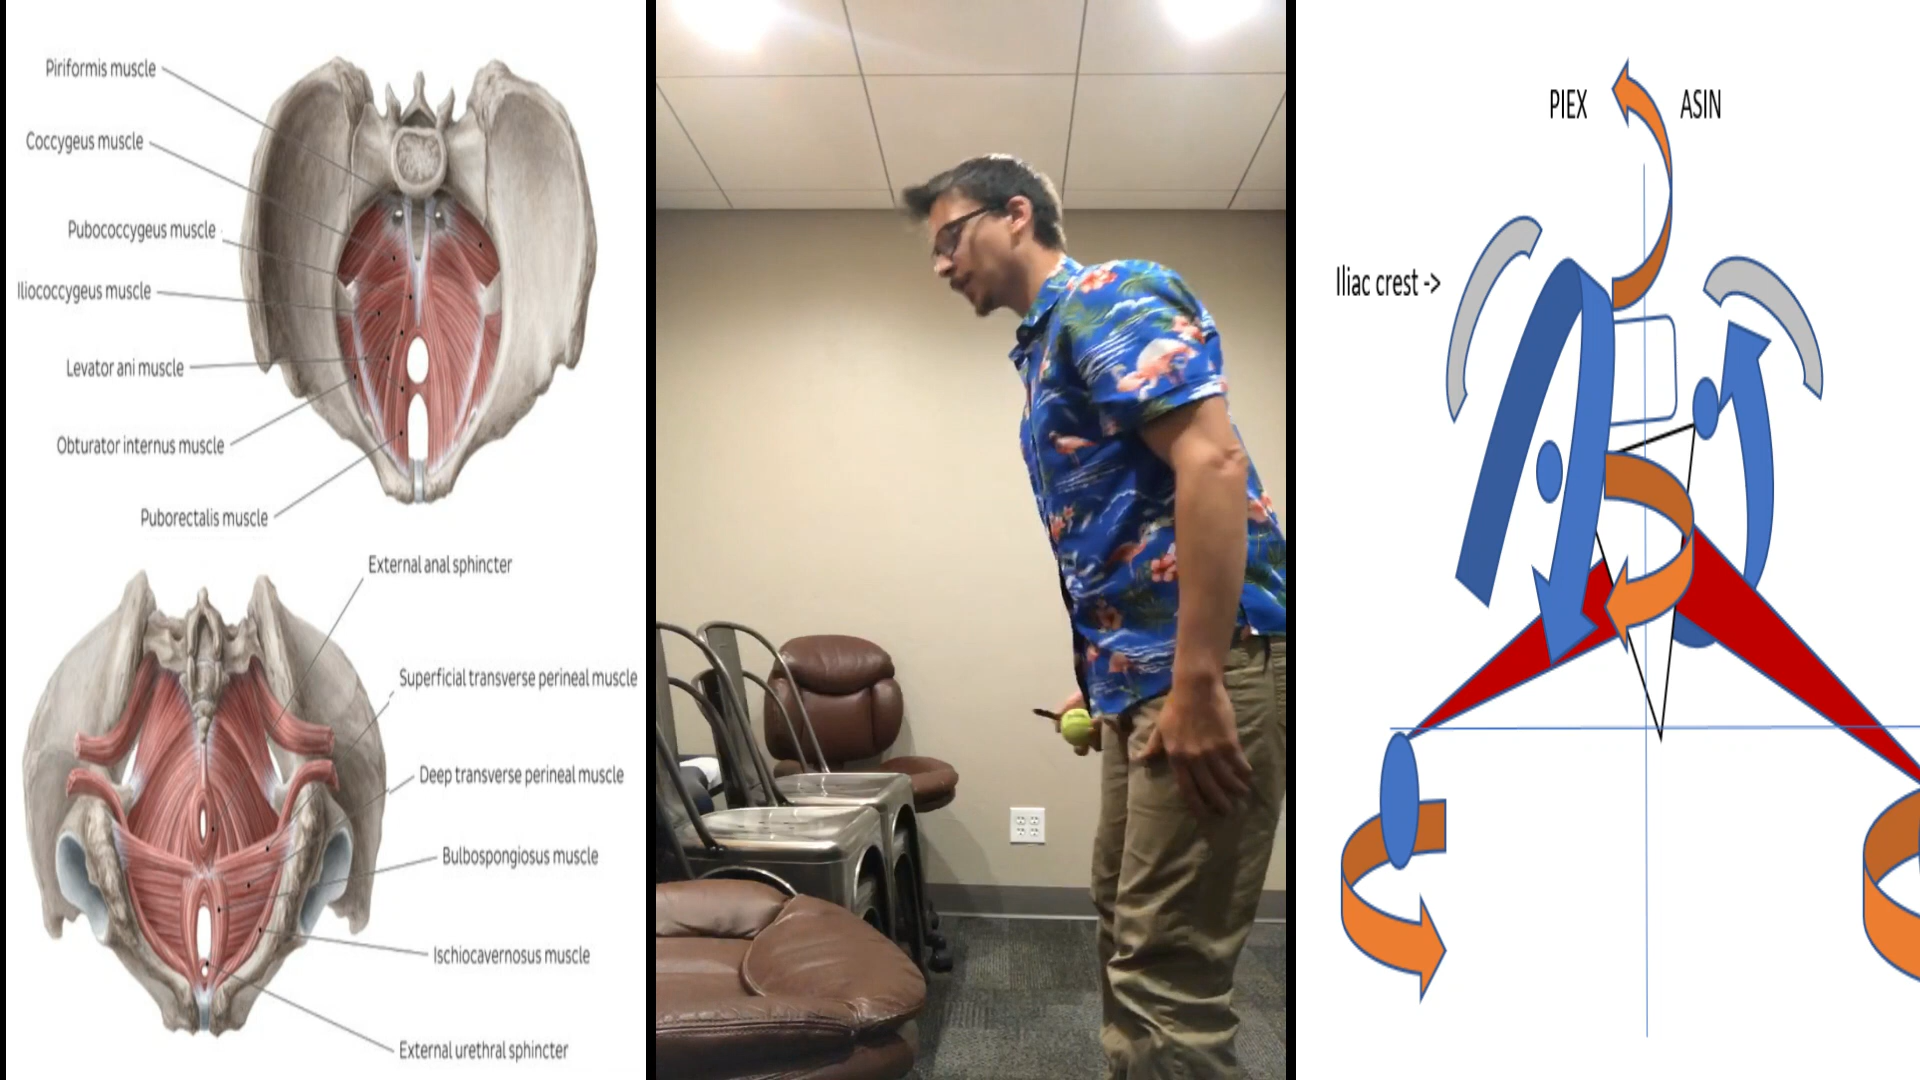 Piriformis muscle
Coccygeus muscle
Pubococcygeus muscle
Iliococcygeus muscle
Levator ani muscle
Obturator internus muscle
Puborectalis muscle
External anal sphincter
Superficial transverse perineal muscle
Deep transverse perineal muscle
Bulbospongiosus muscle
Ischiocavernosus muscle
External urethral sphincter
PIEX
ASIN
Iliac crest ->